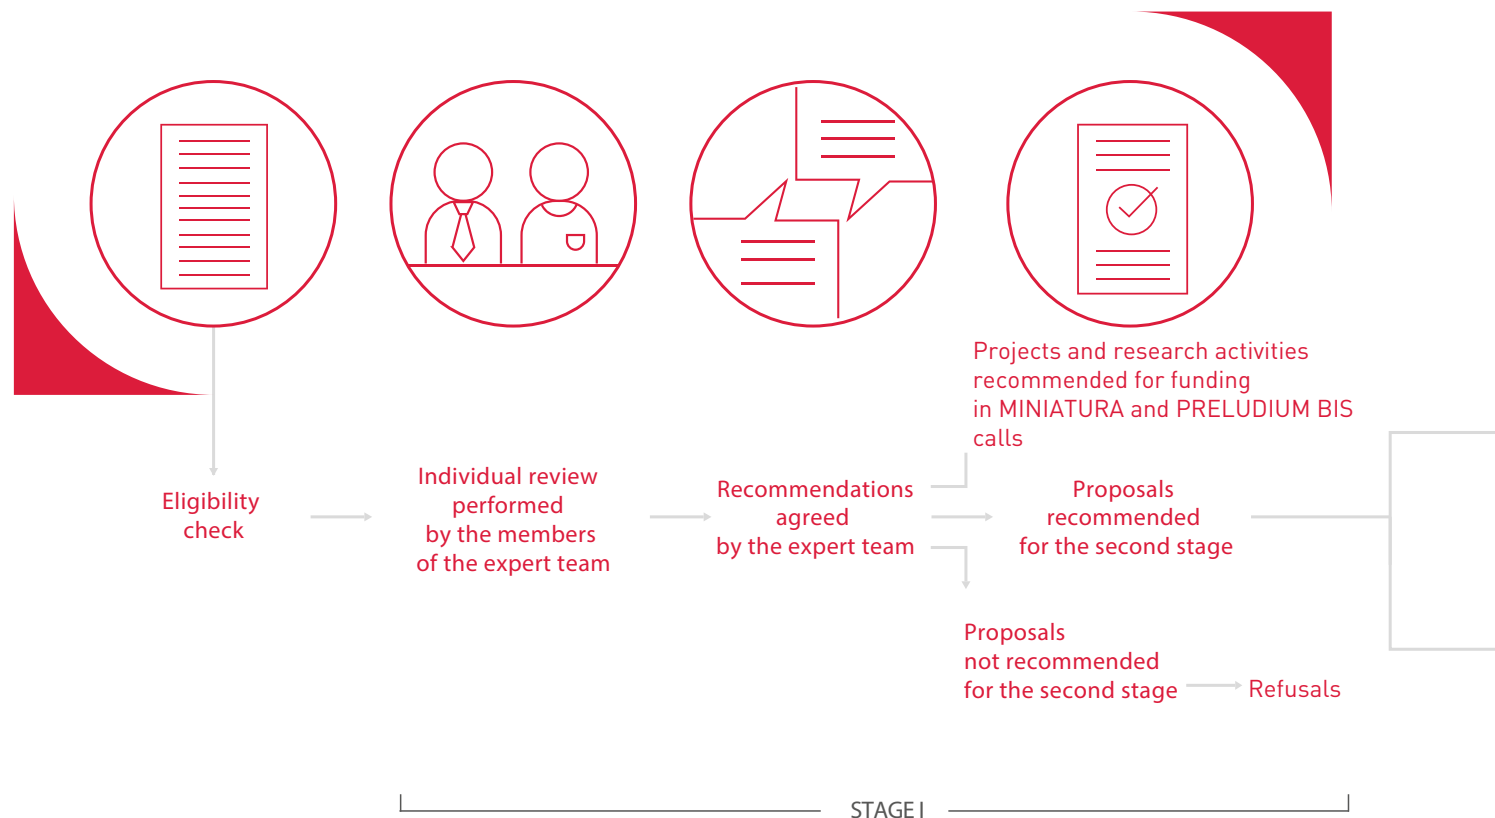 Projects and research activities
recommended for funding
in MINIATURA and PRELUDIUM BIS
calls
Eligibility
check
Individual review
performed
by the members
of the expert team
Recommendations
agreed
by the expert team
Proposals
recommended
for the second stage
Proposals
not recommended
for the second stage
Refusals
STAGE I